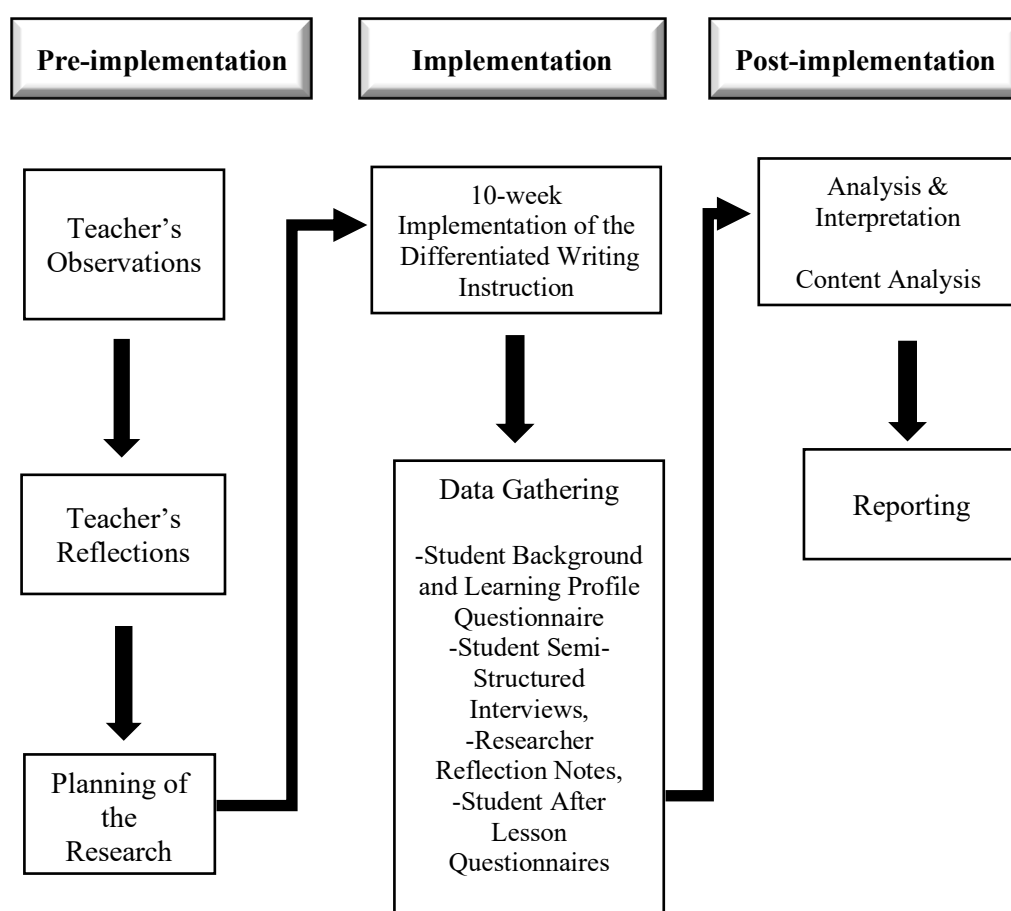 Pre-implementation
Implementation
Post-implementation
Teacher’s
Observations
Teacher’s
Reflections
Planning of
the
Research
10-week
Implementation of the
Differentiated Writing
Instruction
Data Gathering
-Student Background
and Learning Profile
Questionnaire
-Student Semi-
Structured
Interviews,
-Researcher
Reflection Notes,
-Student After
Lesson
Questionnaires
Analysis &
Interpretation
Content Analysis
Reporting